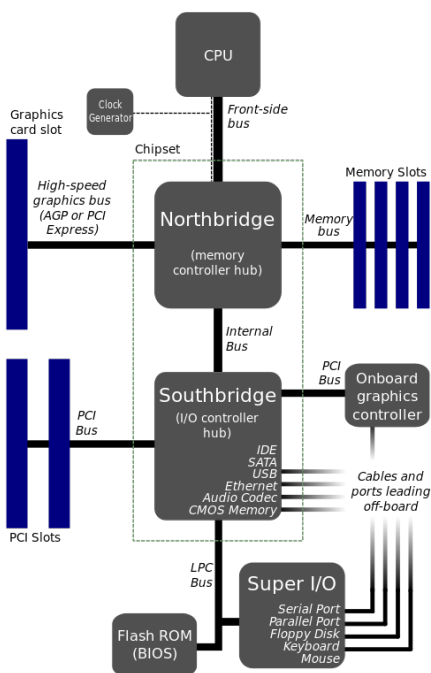 CPU
Graphics
card slot
Clock
Generator
Front-side
bus
Chipset
High-speed
graphics bus
(AGP or PCI
Express)
Northbridge
(memory
controller hub)
Memory Slots
Memory
bus
Internal
Bus
PCI
Bus
Southbridge
(I/O controller
hub)
PCI
Bus
Onboard
graphics
controller
IDE
SATA
USB
Ethernet
Audio Codec
CMOS Memory
Cables and
ports leading
off-board
PCI Slots
LPC
Bus
Super I/O
Serial Port
Parallel Port
Floppy Disk
Keyboard
Mouse
Flash ROM
(BIOS)